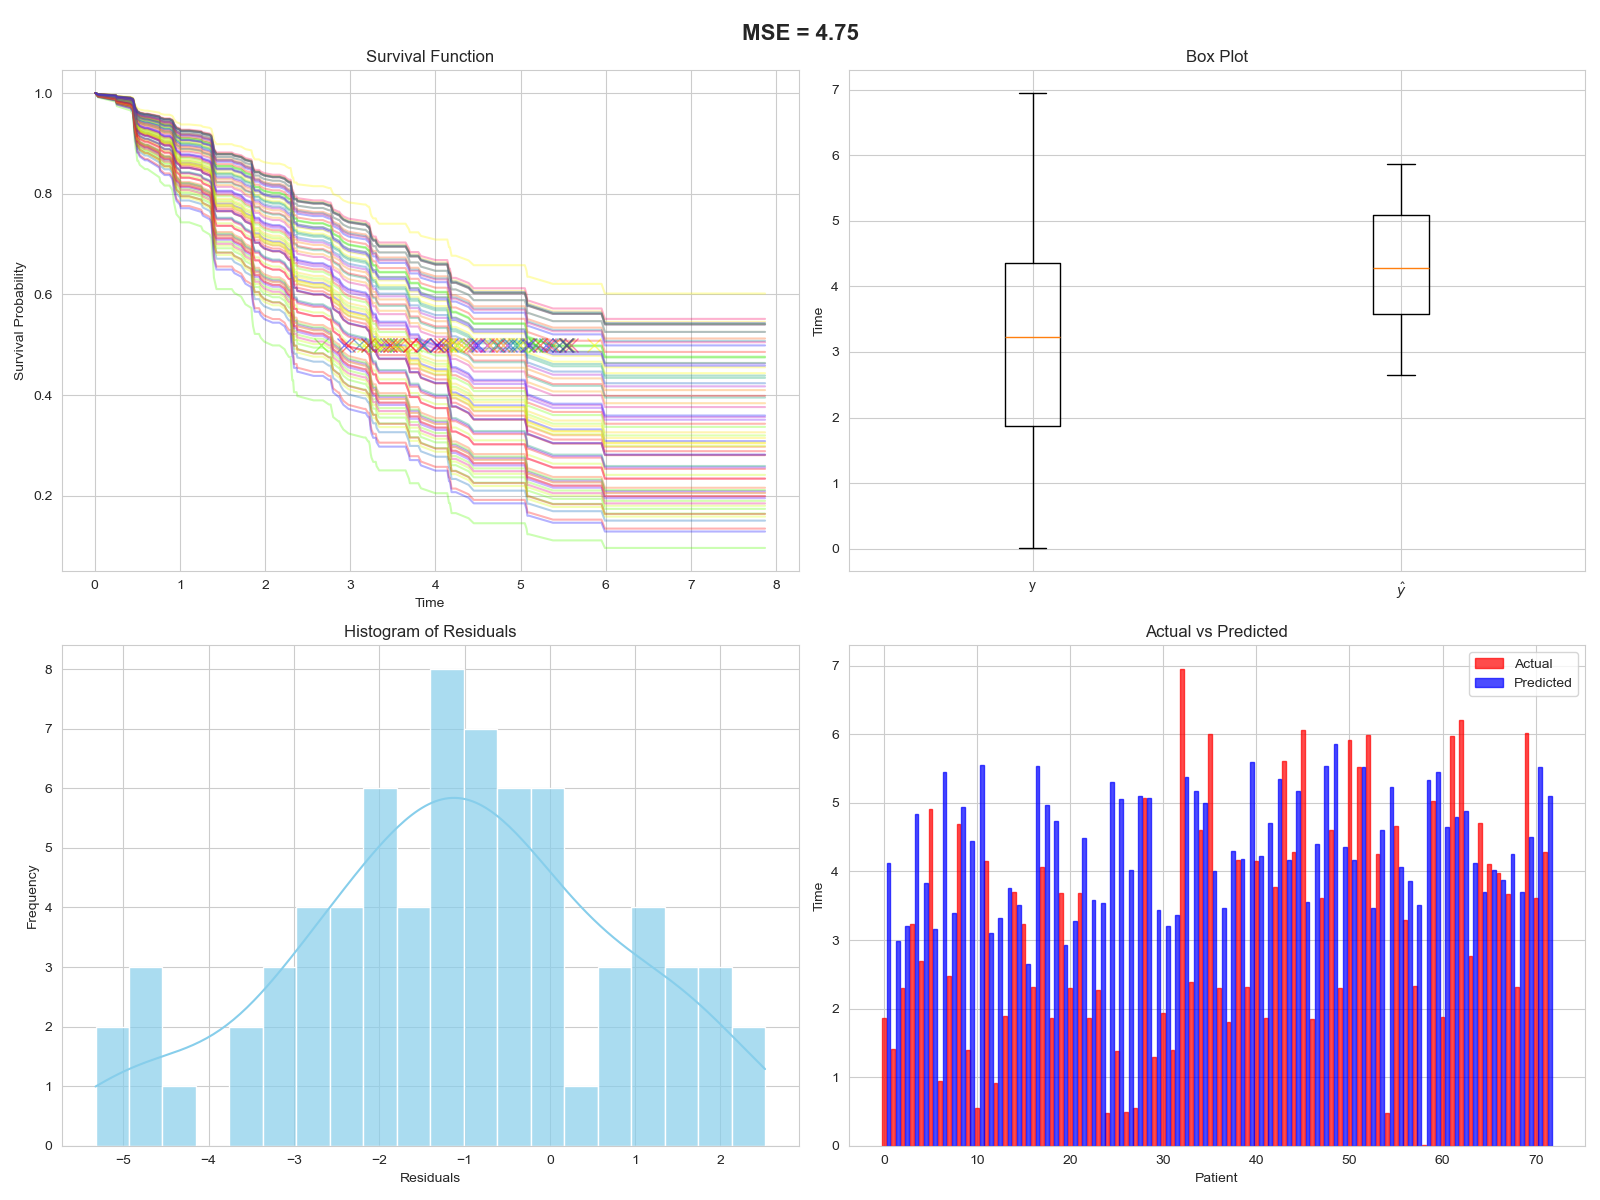 MSE = 4.75
Survival Function
Survival Probability
1.0
0.8
0.6
0.4
0.2
0 1 2 3 4 5 6 7 8
Time
Box Plot
Time
7
6
5
4
3
2
1
0
y ŷ
Histogram of Residuals
Frequency
8
7
6
5
4
3
2
1
0
−5 −4 −3 −2 −1 0 1 2
Residuals
Actual vs Predicted
Actual
Predicted
Time
7
6
5
4
3
2
1
0
0 10 20 30 40 50 60 70
Patient